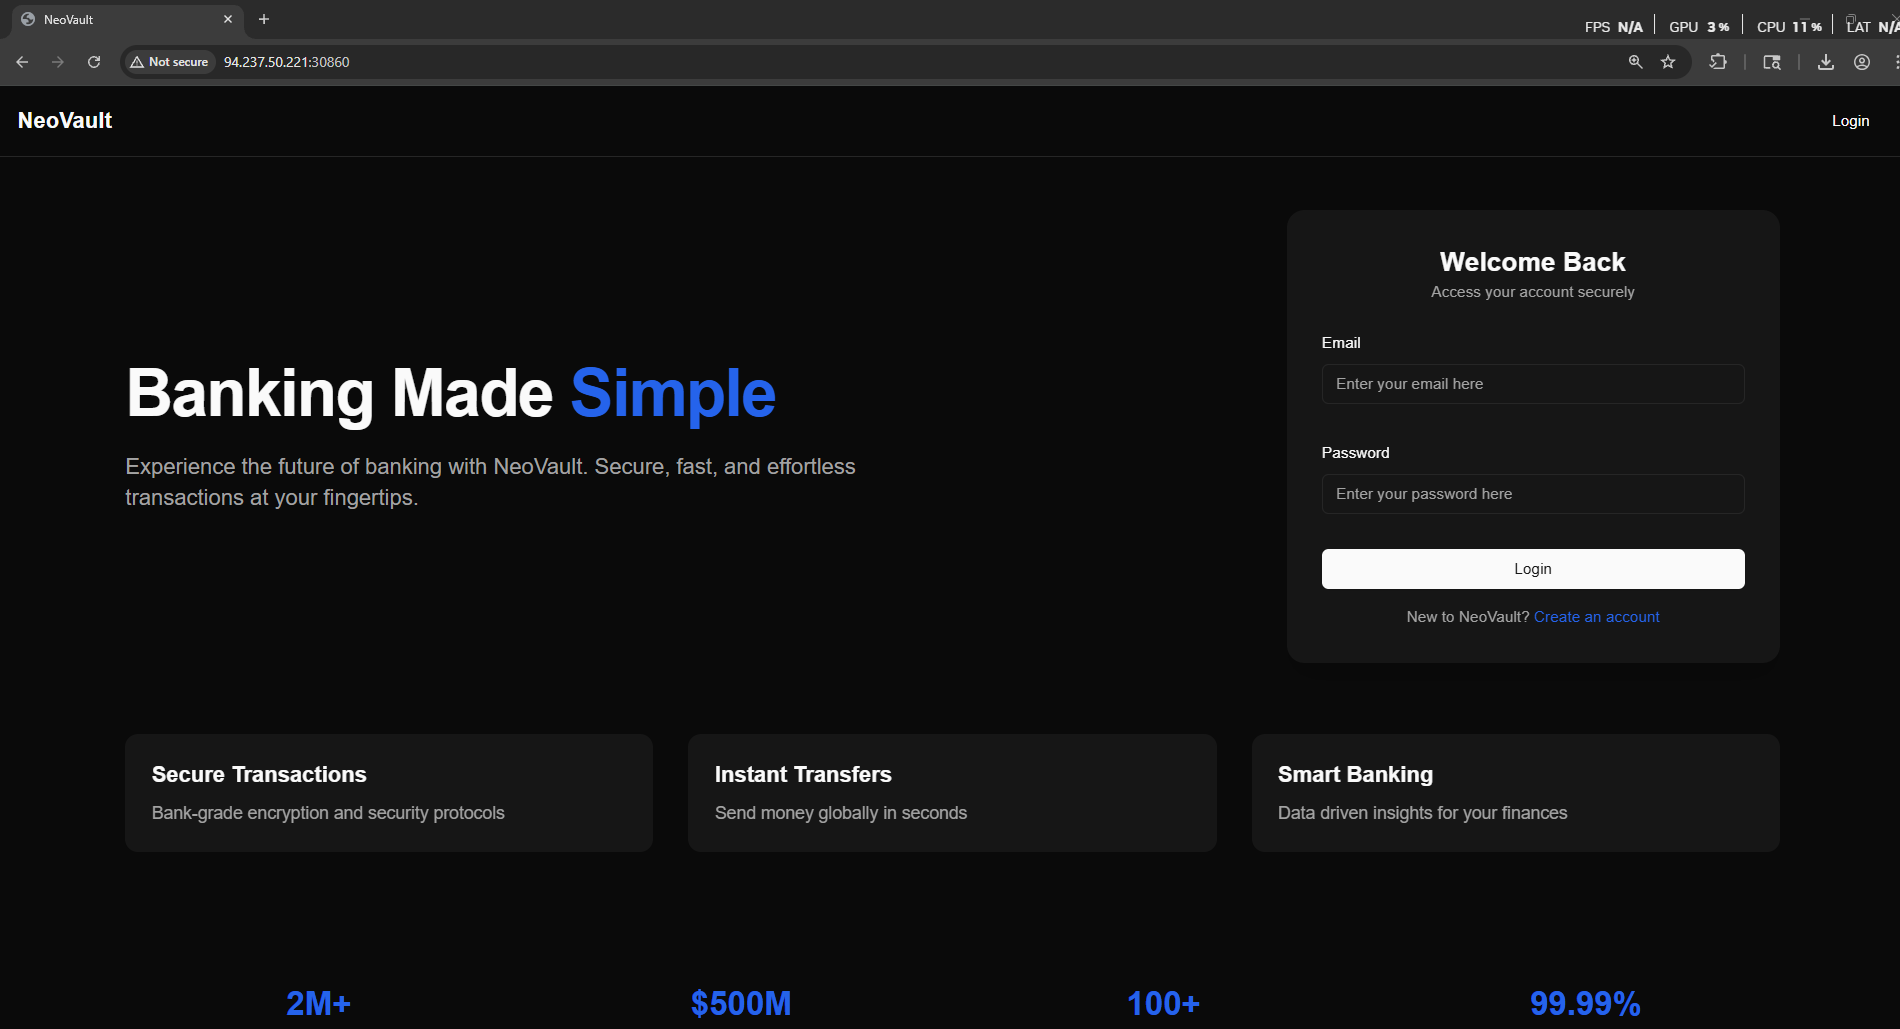 NeoVault
FPS N/A GPU 3 % CPU 11 % LAT
Not secure 94.237.50.221:30860
NeoVault
Login
Welcome Back
Access your account securely
Email
Enter your email here
Password
Enter your password here
Login
New to NeoVault? Create an account
Banking Made Simple
Experience the future of banking with NeoVault. Secure, fast, and effortless
transactions at your fingertips.
Secure Transactions
Bank-grade encryption and security protocols
Instant Transfers
Send money globally in seconds
Smart Banking
Data driven insights for your finances
2M+
$500M
100+
99.99%